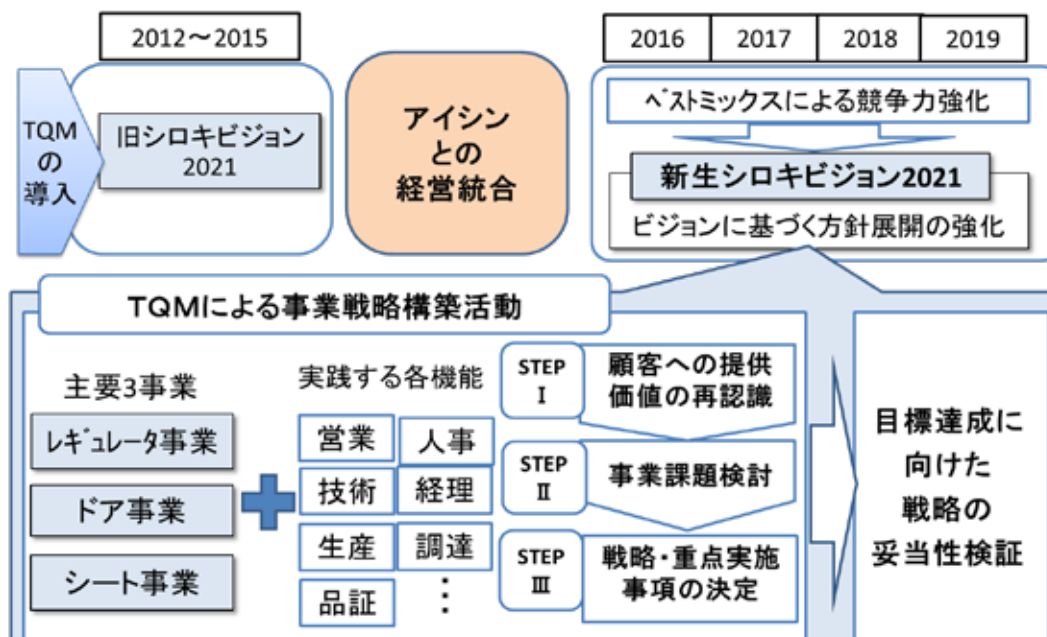 2012～2015
2016 2017 2018 2019
TQM
の
導入
旧シロキビジョン
2021
アイシン
との
経営統合
ベストミックスによる競争力強化
新生シロキビジョン2021
ビジョンに基づく方針展開の強化
TQMによる事業戦略構築活動
主要3事業
レギュレータ事業
ドア事業
シート事業
実践する各機能
営業 人事
技術 経理
生産 調達
品証 ⋮
STEP
Ⅰ
顧客への提供
価値の再認識
STEP
Ⅱ
事業課題検討
STEP
Ⅲ
戦略・重点実施
事項の決定
目標達成に
向けた
戦略の
妥当性検証